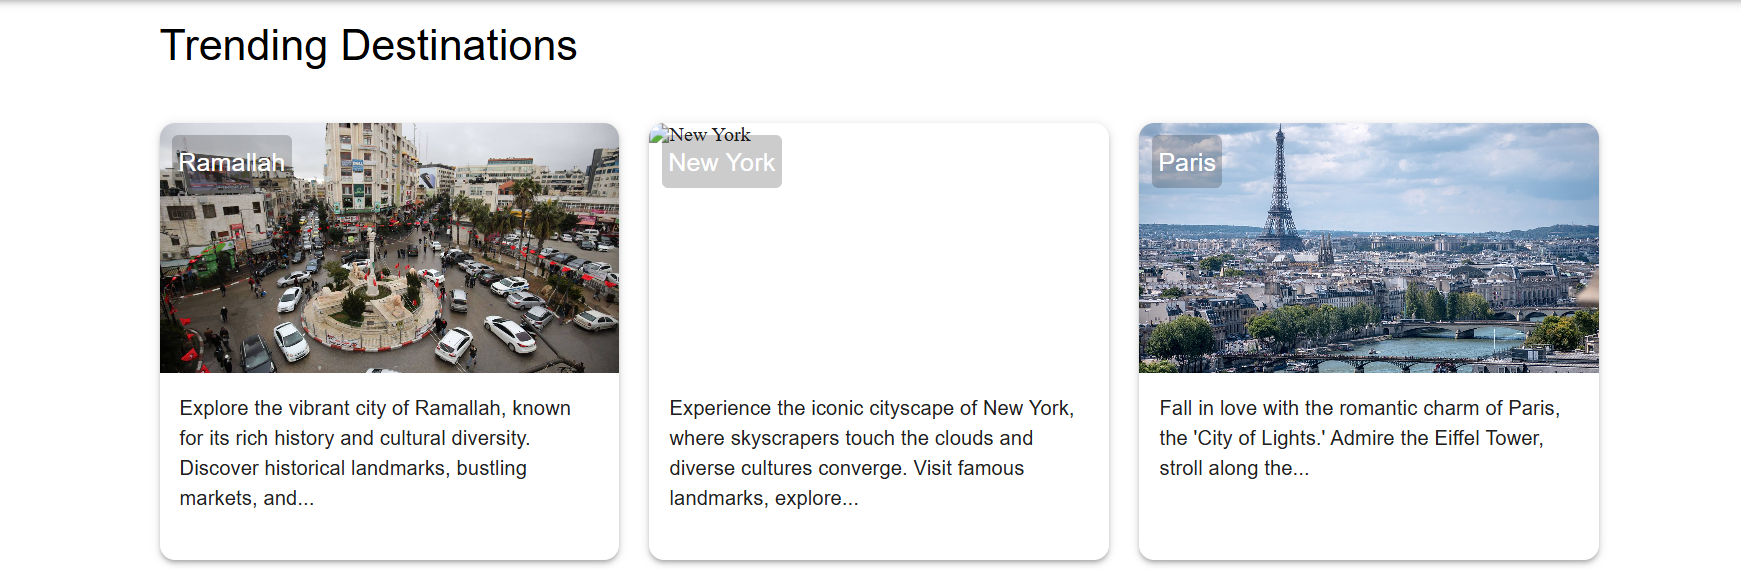 Trending Destinations
Ramallah
New York
New York
Paris
Explore the vibrant city of Ramallah, known
for its rich history and cultural diversity.
Discover historical landmarks, bustling
markets, and...
Experience the iconic cityscape of New York,
where skyscrapers touch the clouds and
diverse cultures converge. Visit famous
landmarks, explore...
Fall in love with the romantic charm of Paris,
the 'City of Lights.' Admire the Eiffel Tower,
stroll along the...